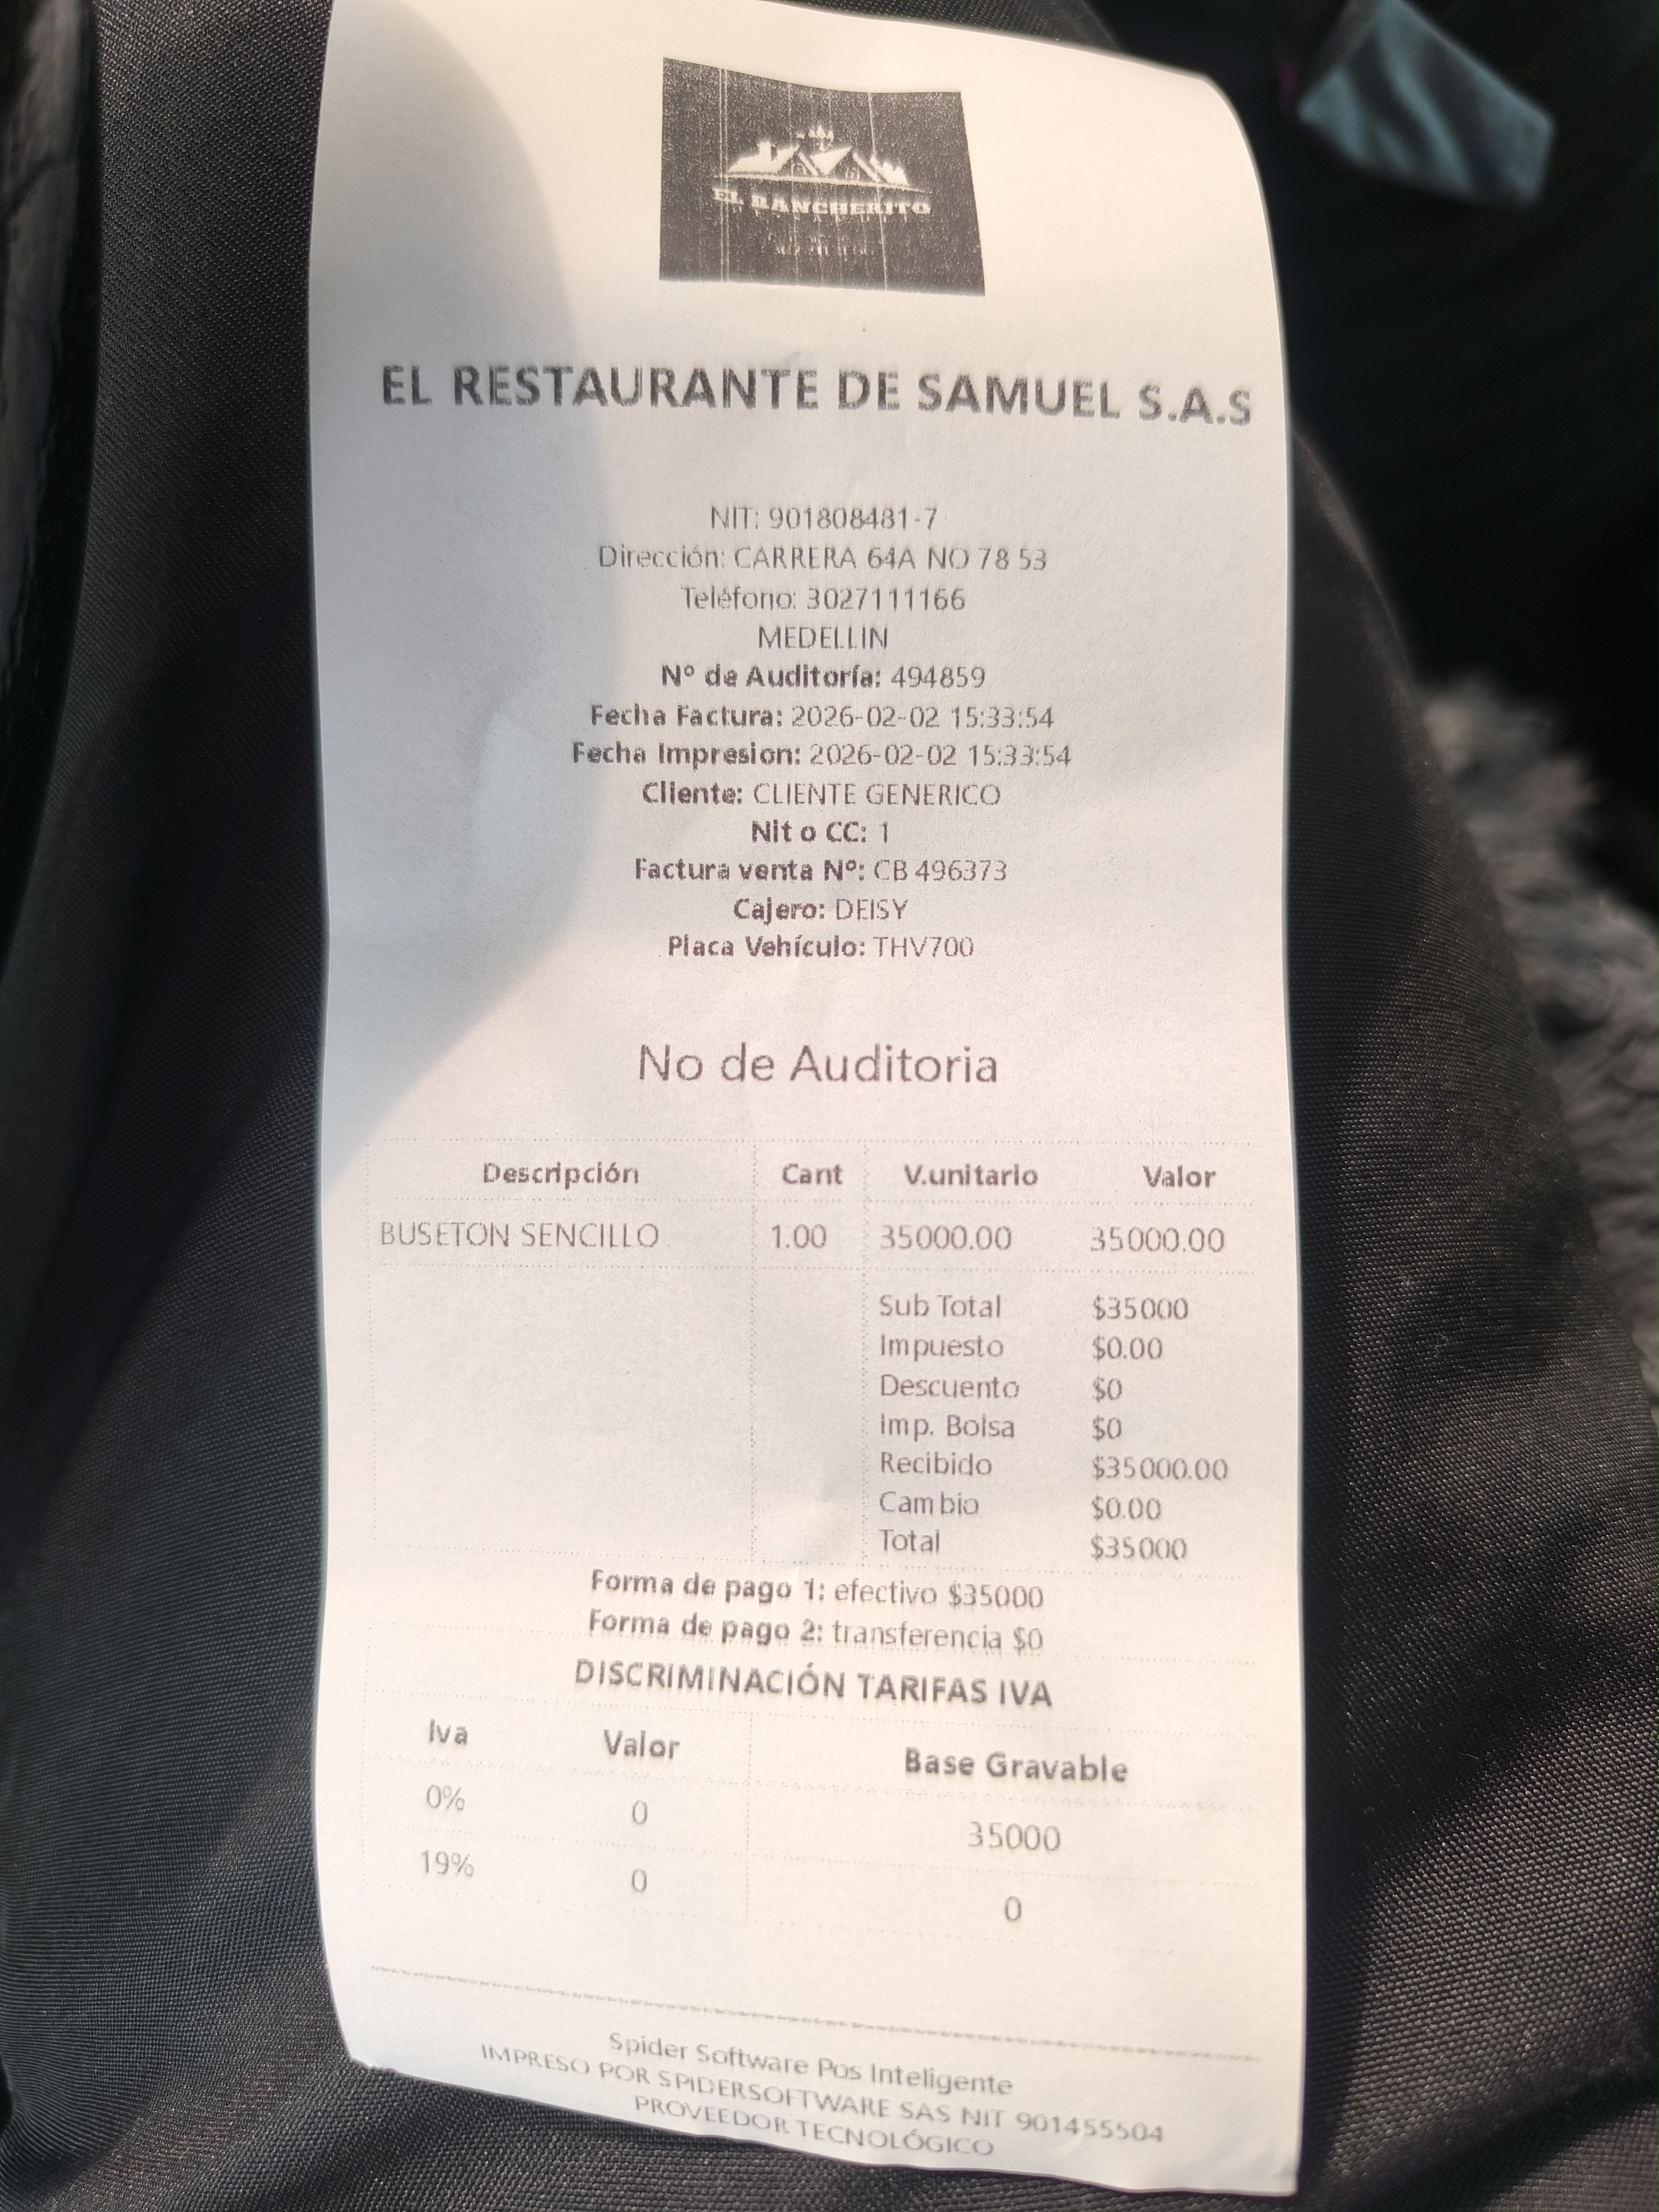 EL RANCHERITO
EL RESTAURANTE DE SAMUEL S.A.S
NIT: 901808481-7
Dirección: CARRERA 64A NO 78 53
Teléfono: 3027111166
MEDELLIN
Nº de Auditoría: 494859
Fecha Factura: 2026-02-02 15:33:54
Fecha Impresion: 2026-02-02 15:33:54
Cliente: CLIENTE GENERICO
Nit o CC: 1
Factura venta Nº: CB 496373
Cajero: DEISY
Placa Vehículo: THV700
No de Auditoria
Descripción Cant V.unitario Valor
BUSETON SENCILLO 1.00 35000.00 35000.00
Sub Total $35000
Impuesto $0.00
Descuento $0
Imp. Bolsa $0
Recibido $35000.00
Cambio $0.00
Total $35000
Forma de pago 1: efectivo $35000
Forma de pago 2: transferencia $0
DISCRIMINACIÓN TARIFAS IVA
Iva Valor Base Gravable
0% 0 35000
19% 0 0
Spider Software Pos Inteligente
IMPRESO POR SPIDERSOFTWARE SAS NIT 901455504
PROVEEDOR TECNOLÓGICO